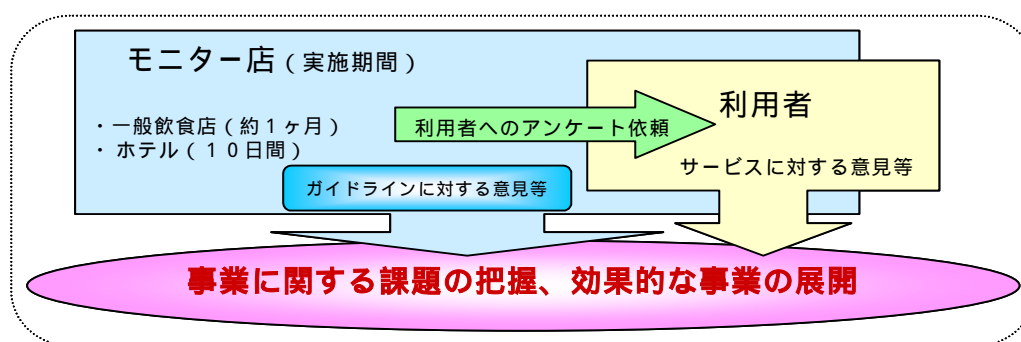 モニター店（実施期間）
・一般飲食店（約１ヶ月）
・ ホテル（１０日間）
利用者へのアンケート依頼
利用者
サービスに対する意見等
ガイドラインに対する意見等
事業に関する課題の把握、効果的な事業の展開